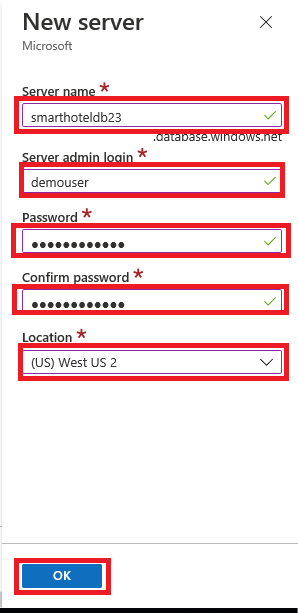 New server
Microsoft
Server name *
smarthoteldb23
.database.windows.net
Server admin login *
demouser
Password *
●●●●●●●●●●●●
Confirm password *
●●●●●●●●●●●●
Location *
(US) West US 2
OK